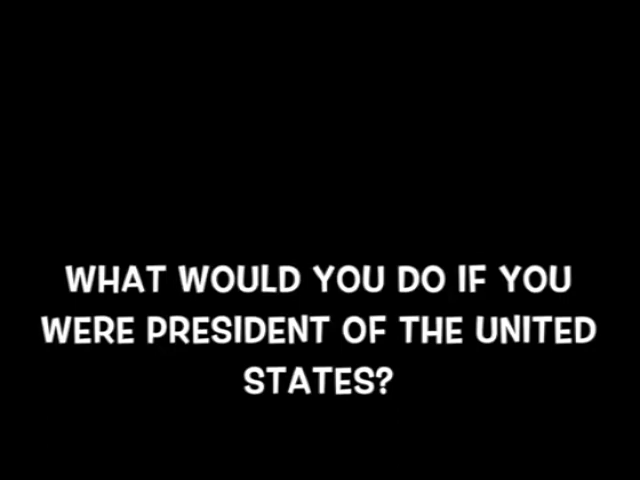 WHAT WOULD YOU DO IF YOU
WERE PRESIDENT OF THE UNITED
STATES?